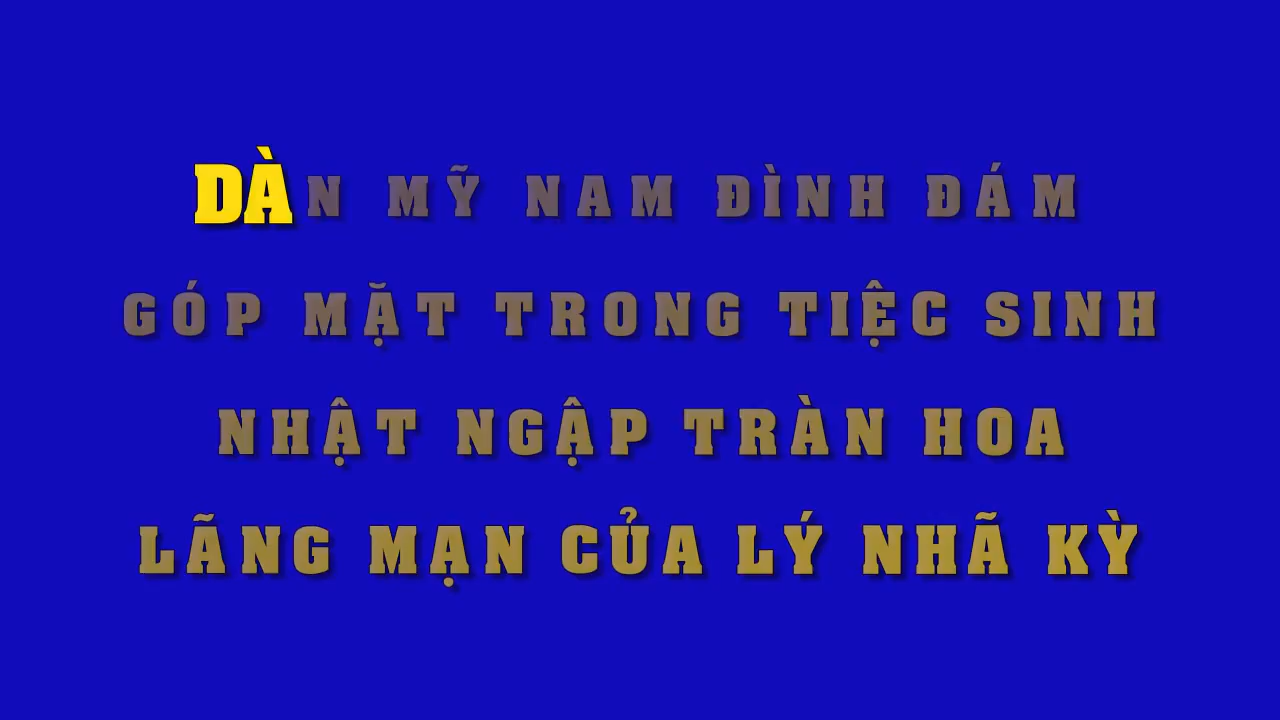 DÀN MỸ NAM ĐÌNH ĐÁM
GÓP MẶT TRONG TIỆC SINH
NHẬT NGẬP TRÀN HOA
LÃNG MẠN CỦA LÝ NHÃ KỲ